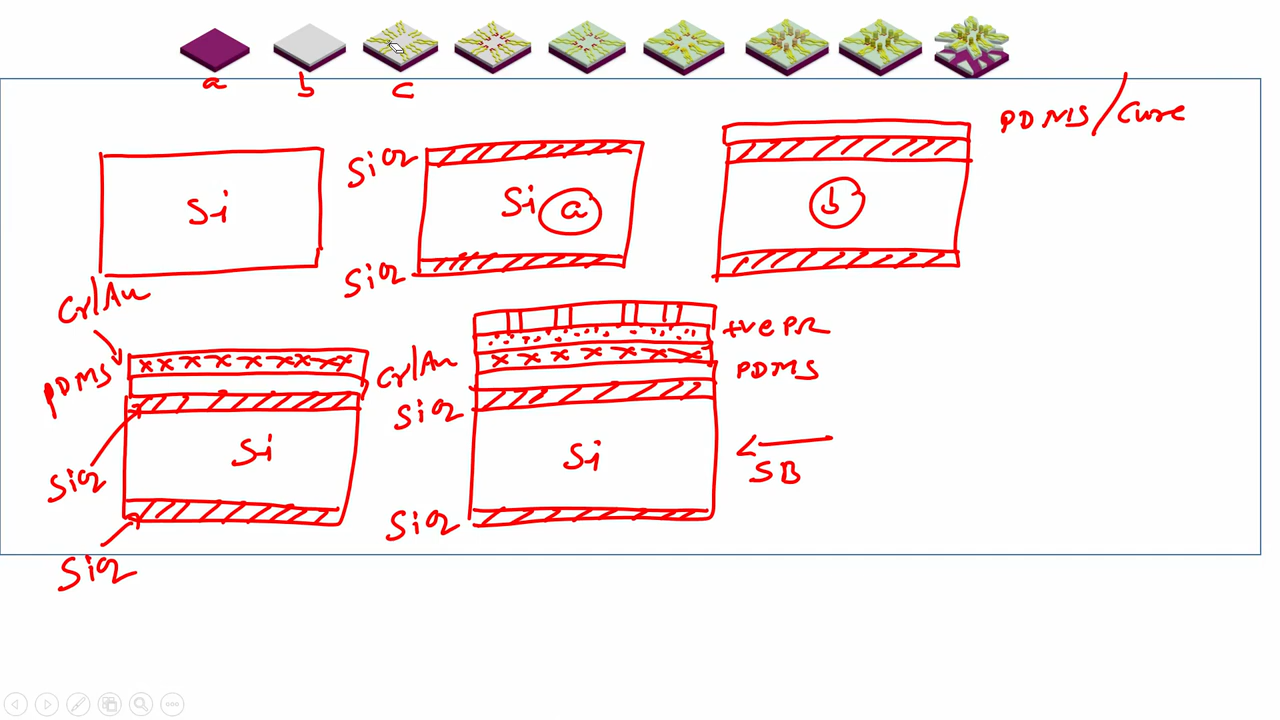 a b c
PDMS/Cure
SiO2
Si
Si a
b
SiO2
Cr/Au
+ve PR
PDMS
Cr/Au
PDMS
SiO2
Si
Si
SB
SiO2
SiO2
SiO2